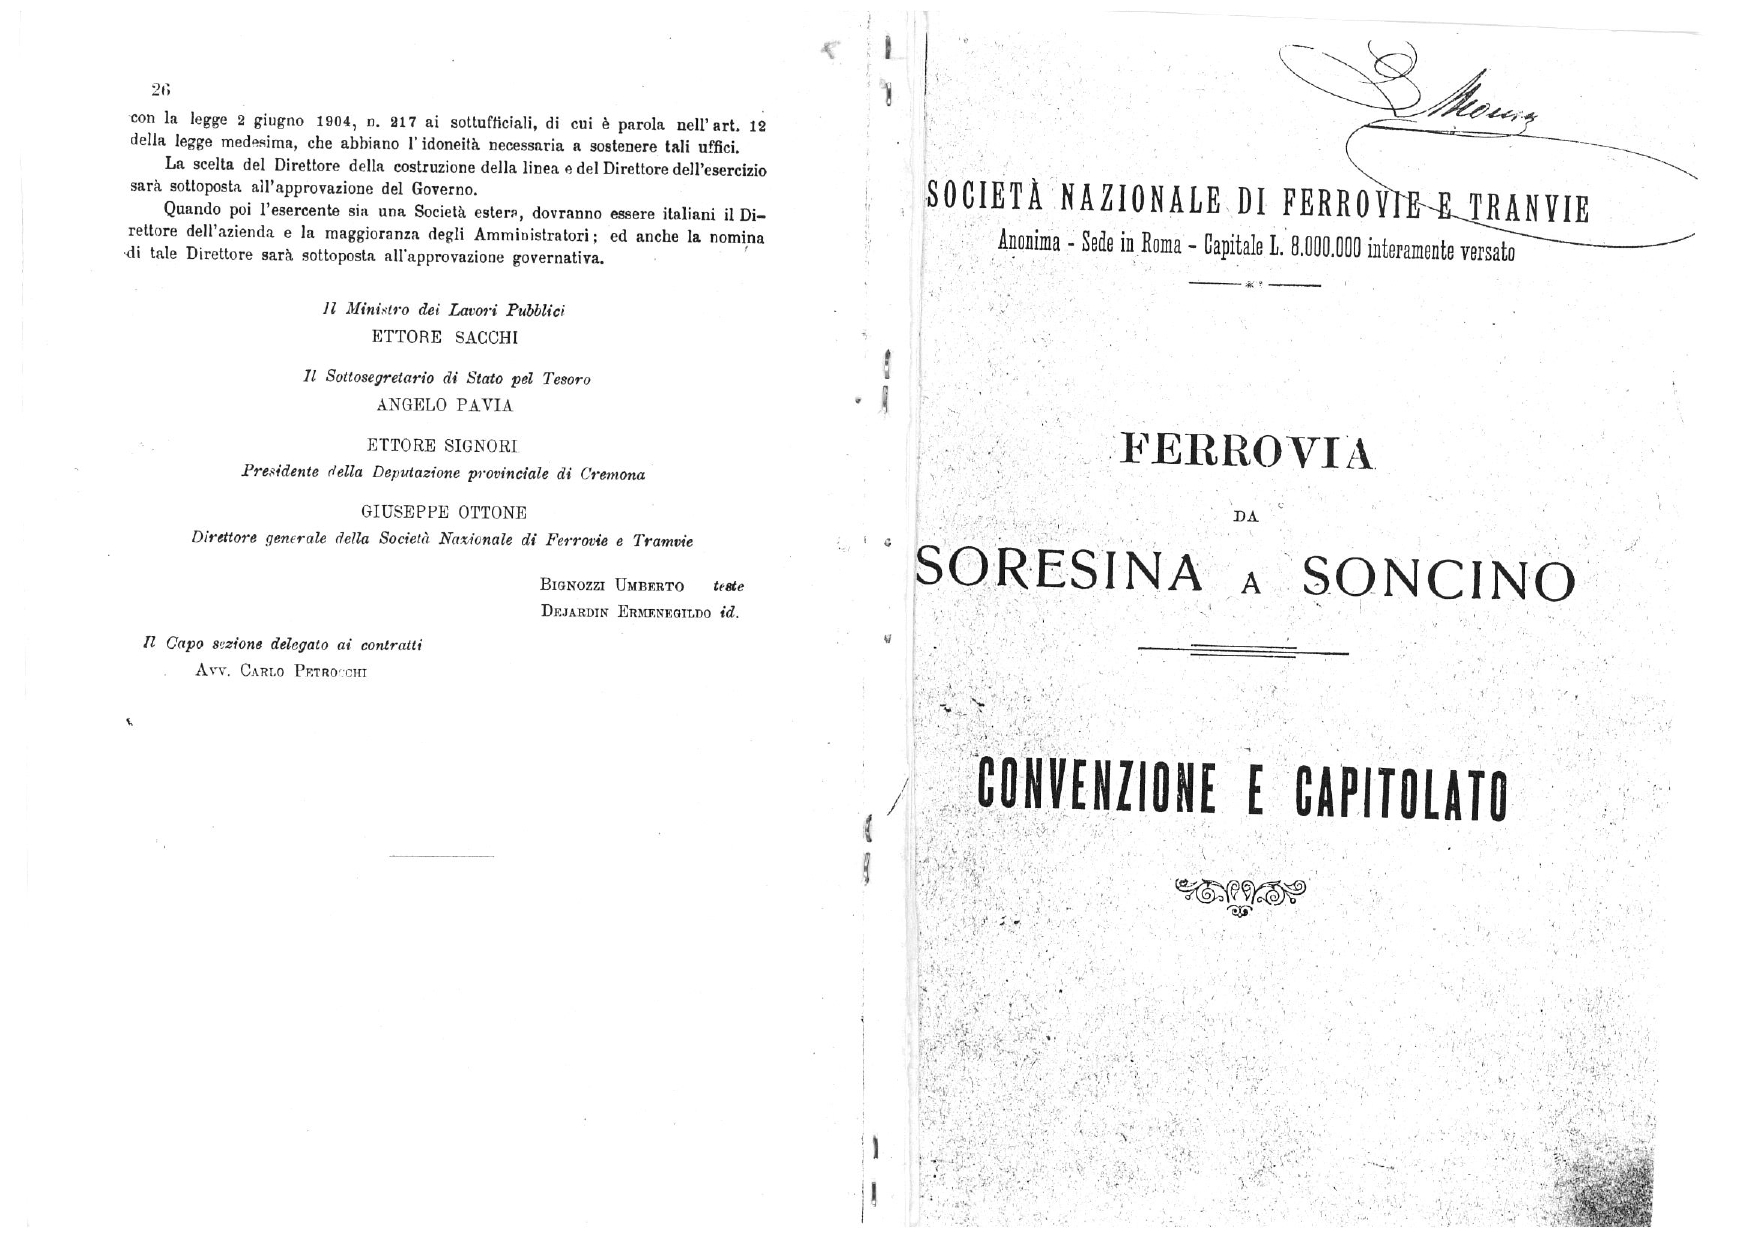 26
con la legge 2 giugno 1904, n. 217 ai sottufficiali, di cui è parola nell'art. 12
della legge medesima, che abbiano l'idoneità necessaria a sostenere tali uffici.
La scelta del Direttore della costruzione della linea e del Direttore dell'esercizio
sarà sottoposta all'approvazione del Governo.
Quando poi l'esercente sia una Società estera, dovranno essere italiani il Di-
rettore dell'azienda e la maggioranza degli Amministratori; ed anche la nomina
di tale Direttore sarà sottoposta all'approvazione governativa.
Il Ministro dei Lavori Pubblici
ETTORE SACCHI
Il Sottosegretario di Stato pel Tesoro
ANGELO PAVIA
ETTORE SIGNORI
Presidente della Deputazione provinciale di Cremona
GIUSEPPE OTTONE
Direttore generale della Società Nazionale di Ferrovie e Tramvie
BIGNOZZI UMBERTO teste
DEJARDIN ERMENEGILDO id.
Il Capo sezione delegato ai contratti
AVV. CARLO PETROCCHI
SOCIETÀ NAZIONALE DI FERROVIE E TRANVIE
Anonima - Sede in Roma - Capitale L. 8.000.000 interamente versato
FERROVIA
DA
SORESINA A SONCINO
CONVENZIONE E CAPITOLATO